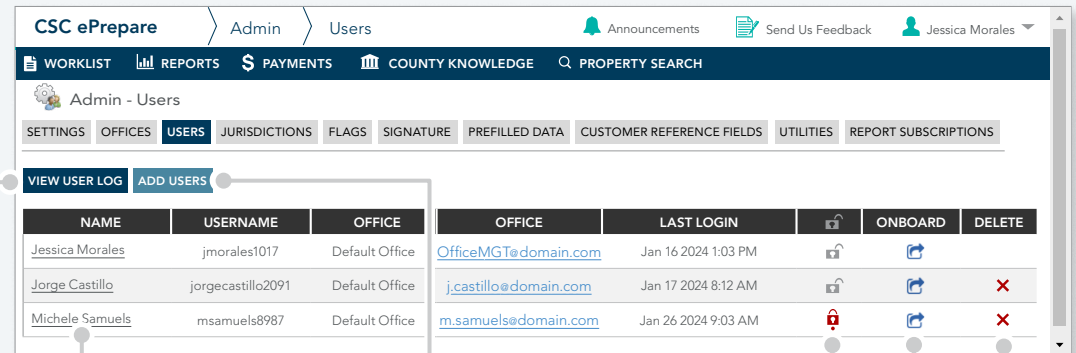 CSC ePrepare Admin Users Announcements Send Us Feedback Jessica Morales
WORKLIST REPORTS PAYMENTS COUNTY KNOWLEDGE PROPERTY SEARCH
Admin - Users
SETTINGS OFFICES USERS JURISDICTIONS FLAGS SIGNATURE PREFILLED DATA CUSTOMER REFERENCE FIELDS UTILITIES REPORT SUBSCRIPTIONS
VIEW USER LOG ADD USERS
NAME USERNAME OFFICE OFFICE LAST LOGIN ONBOARD DELETE
Jessica Morales jmorales1017 Default Office OfficeMGT@domain.com Jan 16 2024 1:03 PM
Jorge Castillo jorgecastillo2091 Default Office j.castillo@domain.com Jan 17 2024 8:12 AM
Michele Samuels msamuels8987 Default Office m.samuels@domain.com Jan 26 2024 9:03 AM